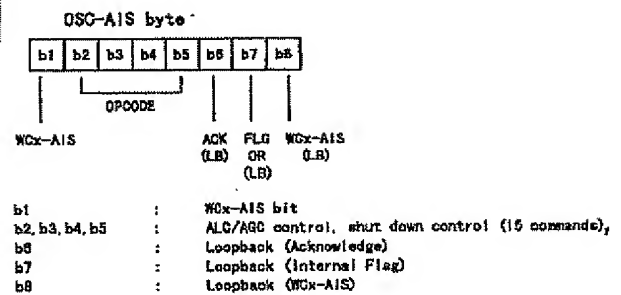 OSC-AIS byte
b1 b2 b3 b4 b5 b6 b7 b8
OPCODE
WCx-AIS ACK FLG WCx-AIS
(LB) OR (LB)
(LB)
b1 : WCx-AIS bit
b2, b3, b4, b5 : ALC/AGC control, shut down control (15 commands),
b6 : Loopback (Acknowledge)
b7 : Loopback (Internal Flag)
b8 : Loopback (WCx-AIS)